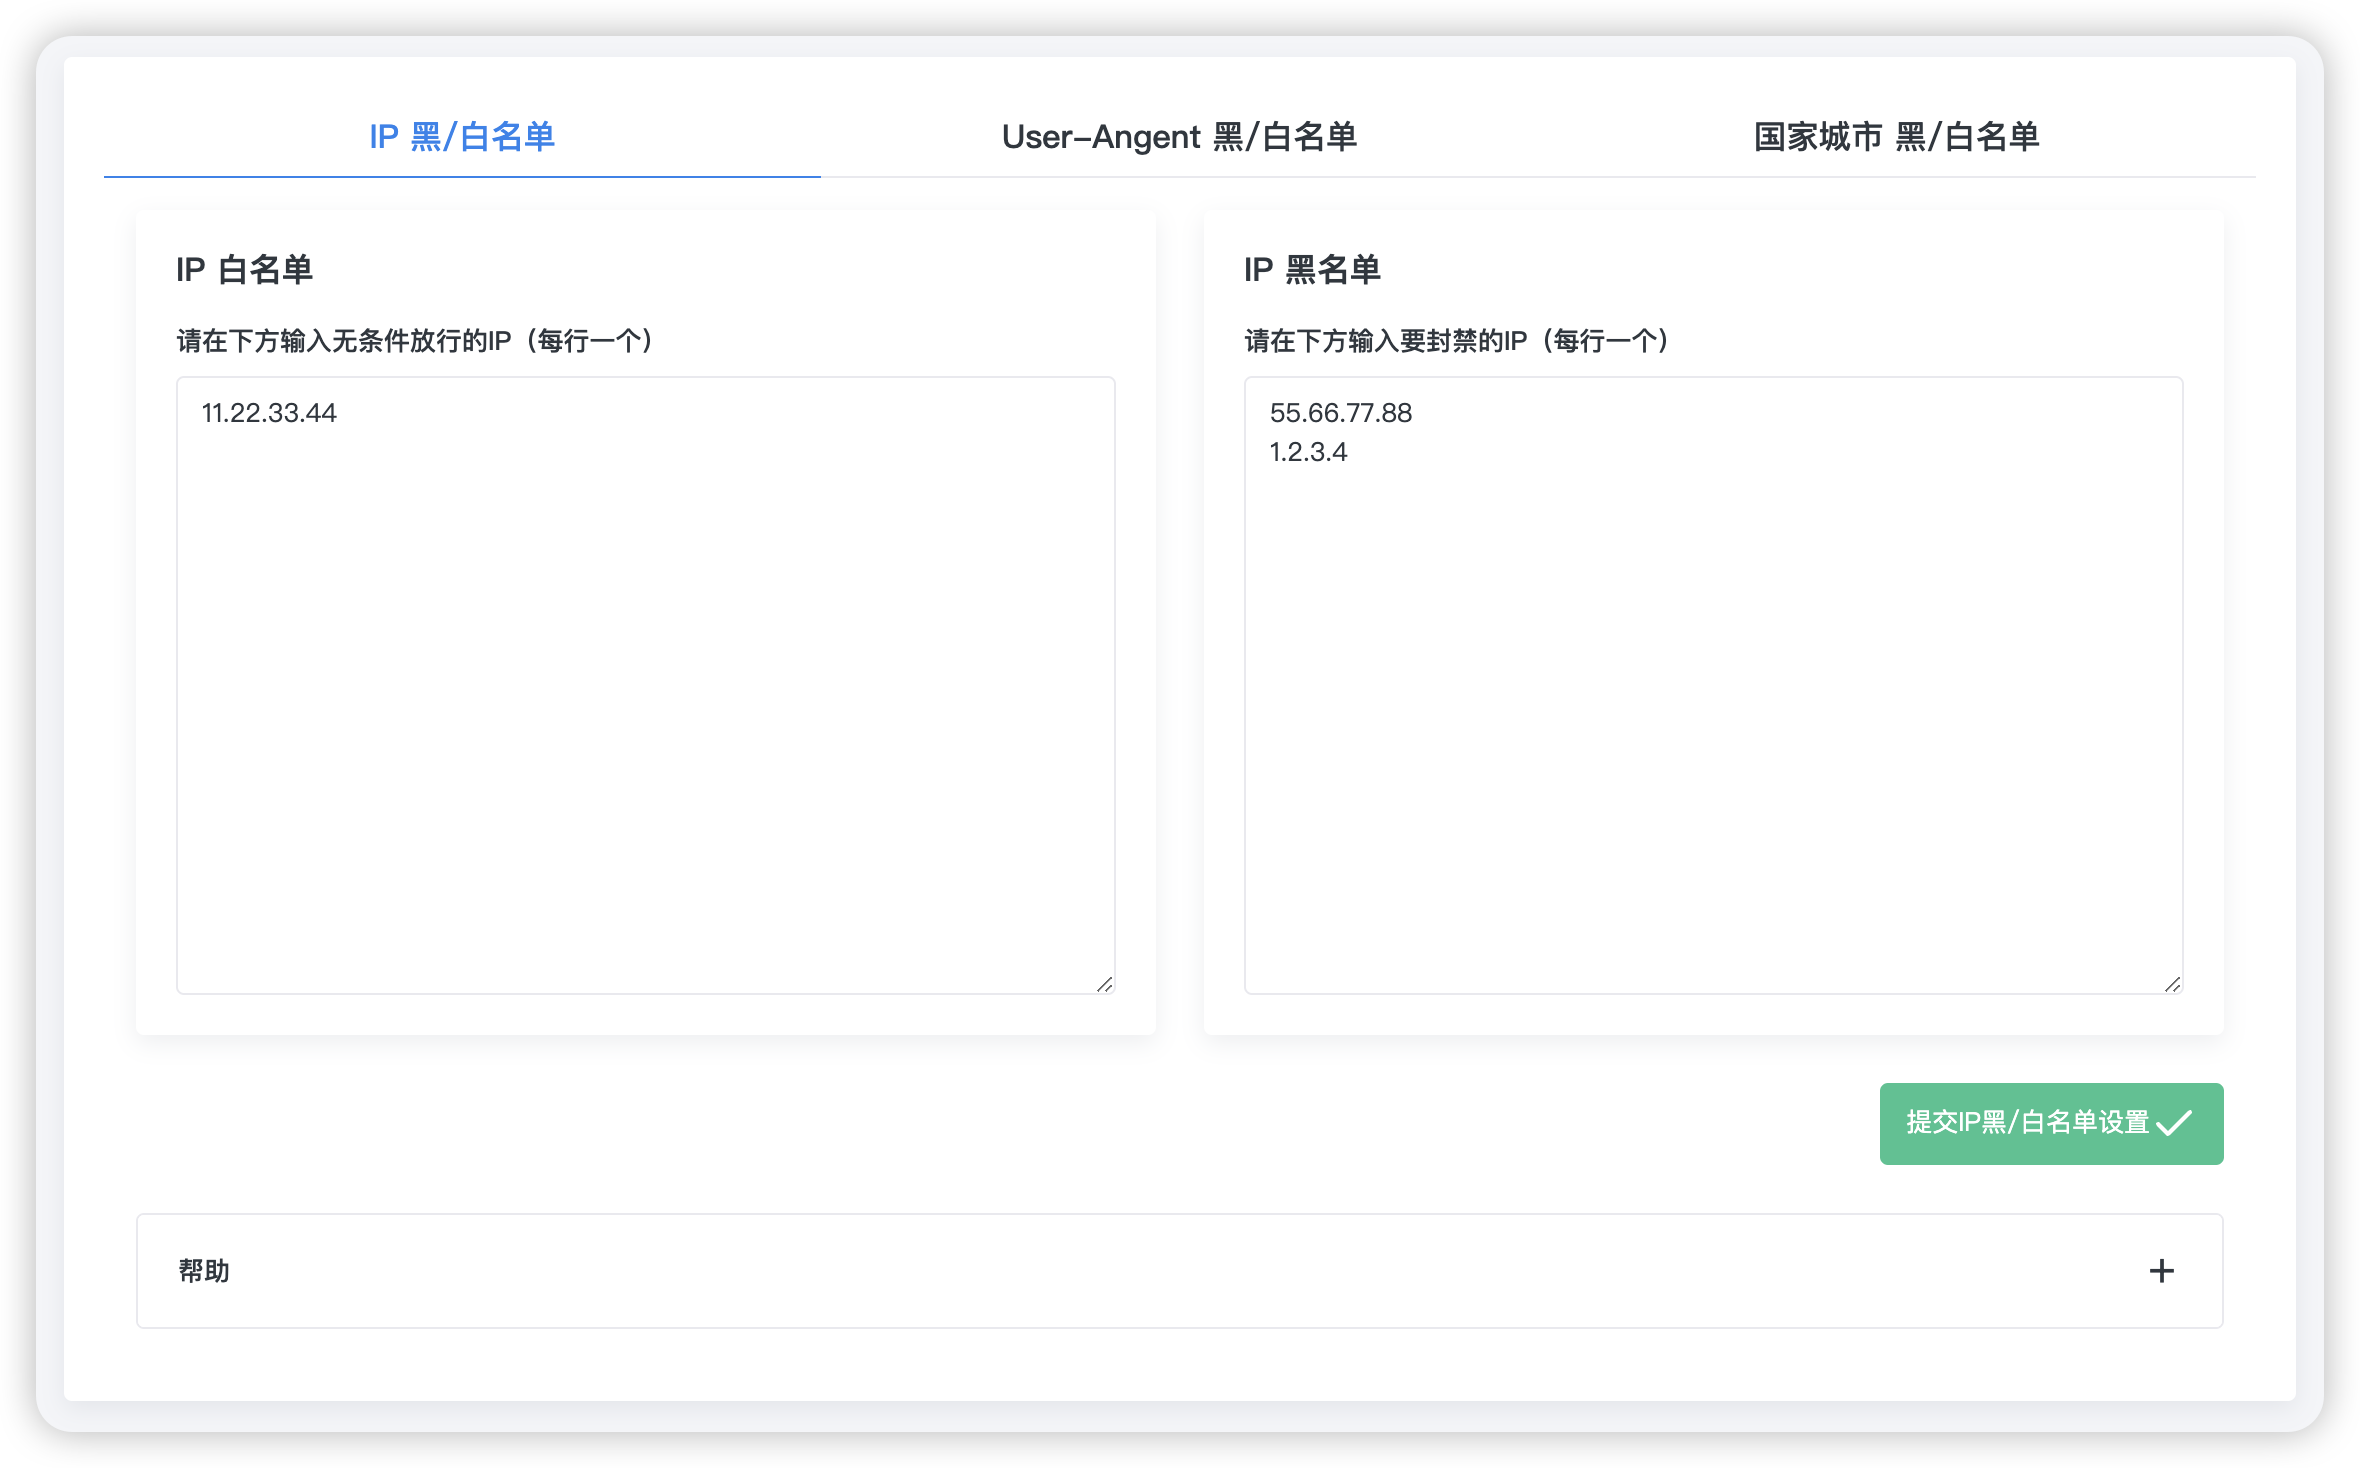 IP 黑/白名单
User-Angent 黑/白名单
国家城市 黑/白名单
IP 白名单
请在下方输入无条件放行的IP（每行一个）
11.22.33.44
IP 黑名单
请在下方输入要封禁的IP（每行一个）
55.66.77.88
1.2.3.4
提交IP黑/白名单设置
帮助